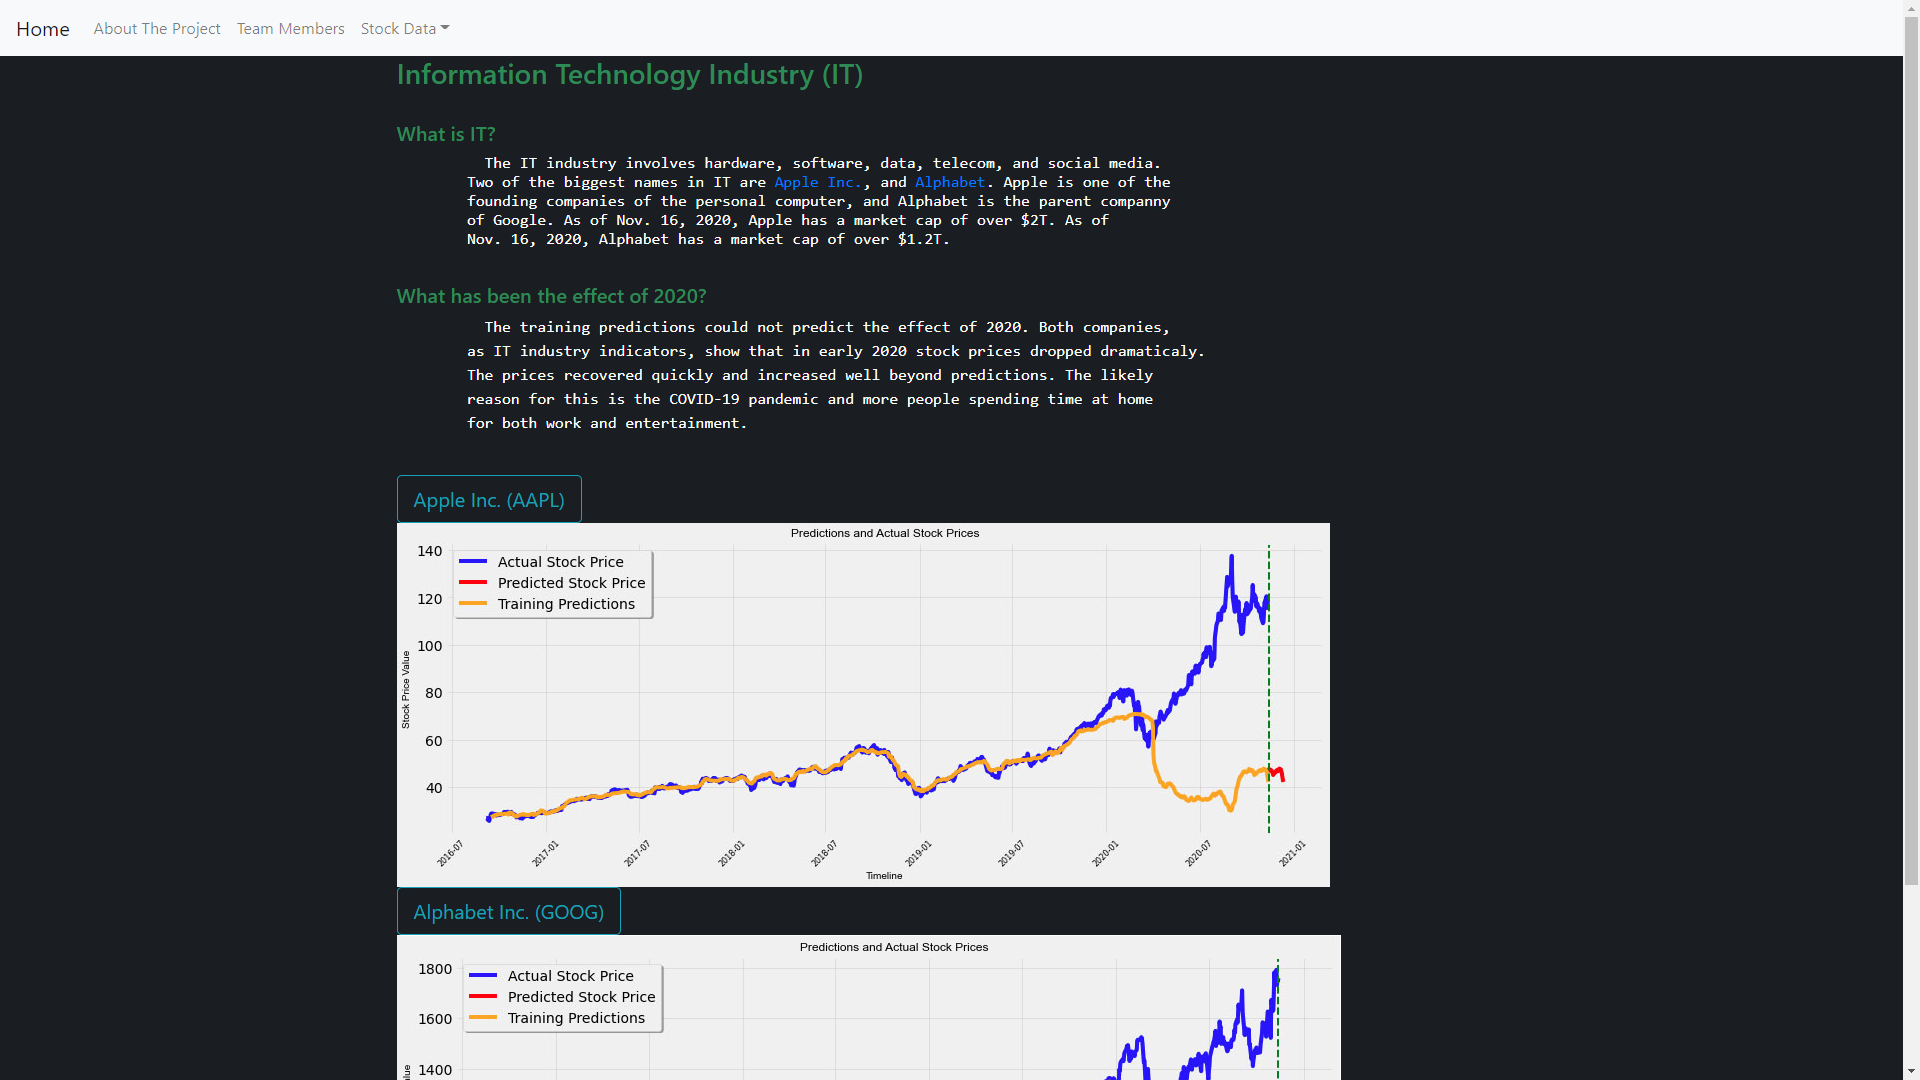 Home About The Project Team Members Stock Data
Information Technology Industry (IT)
What is IT?
The IT industry involves hardware, software, data, telecom, and social media.
Two of the biggest names in IT are Apple Inc., and Alphabet. Apple is one of the
founding companies of the personal computer, and Alphabet is the parent companny
of Google. As of Nov. 16, 2020, Apple has a market cap of over $2T. As of
Nov. 16, 2020, Alphabet has a market cap of over $1.2T.
What has been the effect of 2020?
The training predictions could not predict the effect of 2020. Both companies,
as IT industry indicators, show that in early 2020 stock prices dropped dramaticaly.
The prices recovered quickly and increased well beyond predictions. The likely
reason for this is the COVID-19 pandemic and more people spending time at home
for both work and entertainment.
Apple Inc. (AAPL)
Predictions and Actual Stock Prices
Actual Stock Price
Predicted Stock Price
Training Predictions
140
120
100
80
60
40
Stock Price Value
2016-07 2017-01 2017-07 2018-01 2018-07 2019-01 2019-07 2020-01 2020-07 2021-01
Timeline
Alphabet Inc. (GOOG)
Predictions and Actual Stock Prices
Actual Stock Price
Predicted Stock Price
Training Predictions
1800
1600
1400